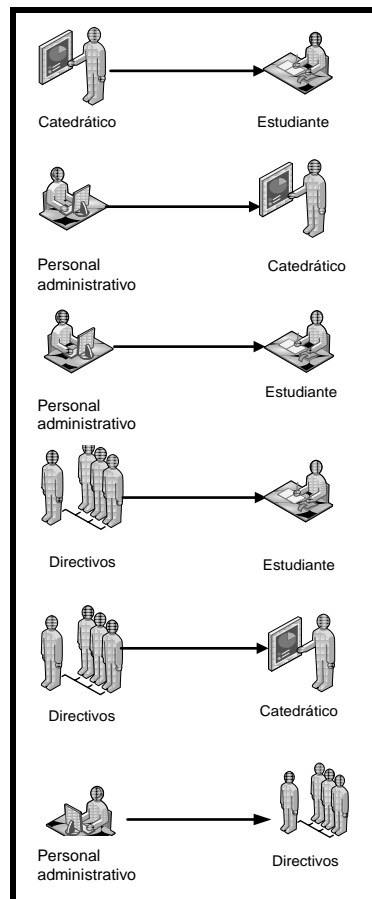 Catedrático
Estudiante
Personal
administrativo
Catedrático
Personal
administrativo
Estudiante
Directivos
Estudiante
Directivos
Catedrático
Personal
administrativo
Directivos